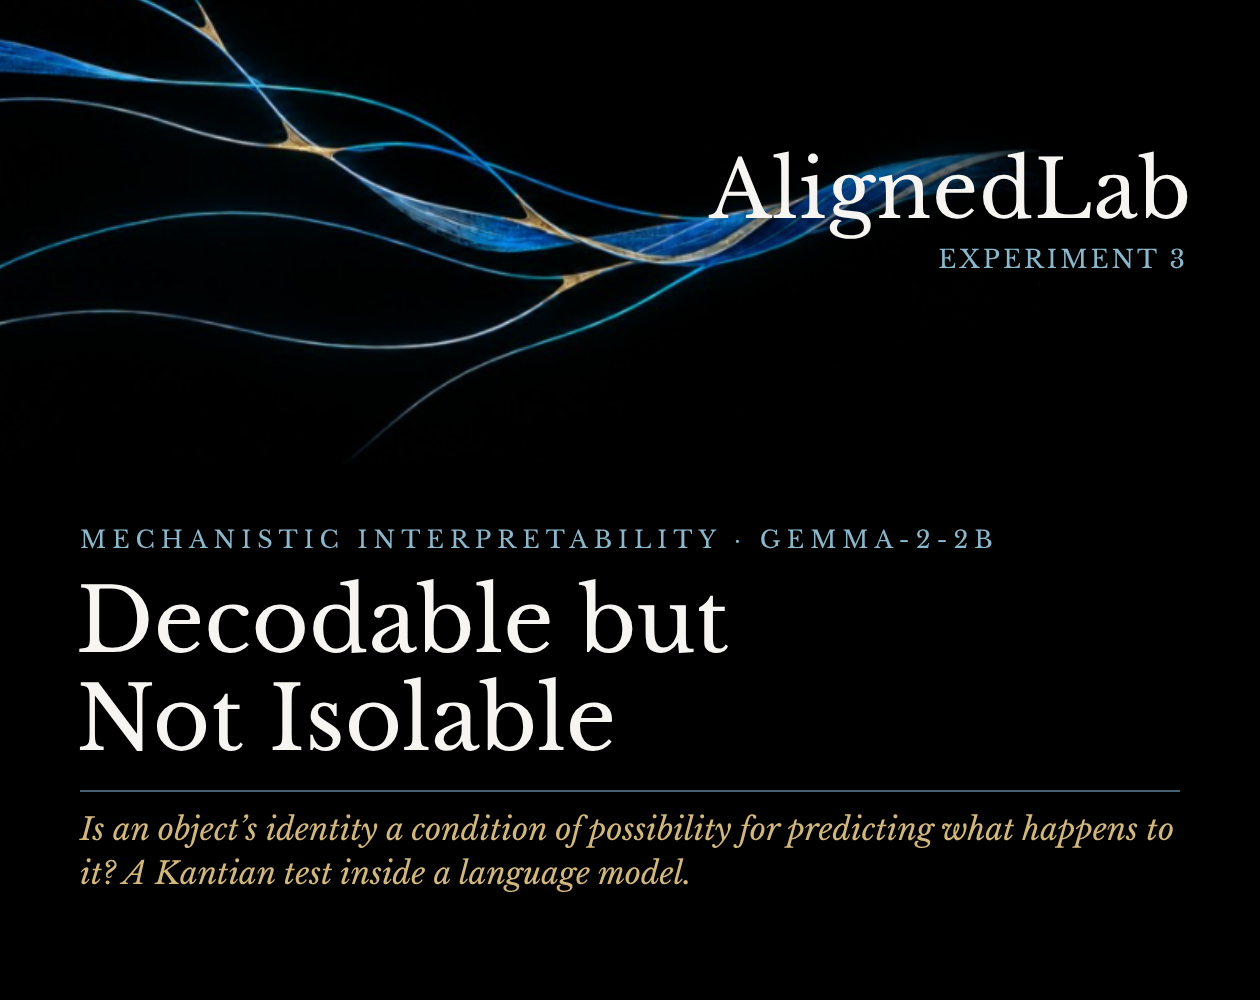 AlignedLab
EXPERIMENT 3
MECHANISTIC INTERPRETABILITY · GEMMA-2-2B
Decodable but
Not Isolable
Is an object’s identity a condition of possibility for predicting what happens to
it? A Kantian test inside a language model.